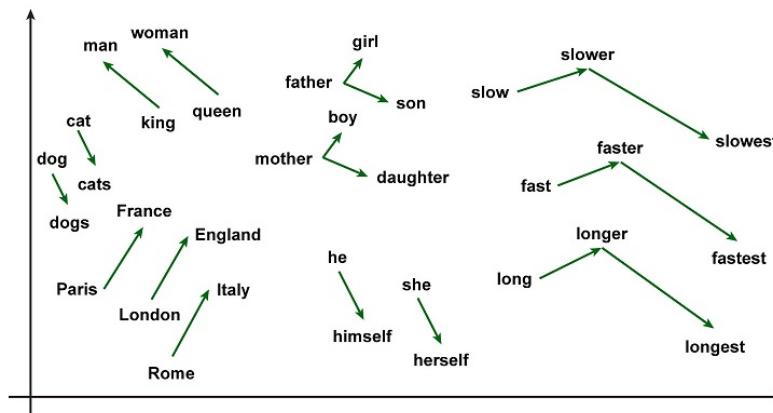 man
woman
king
queen
cat
cats
dog
dogs
France
Paris
England
London
Italy
Rome
girl
father
son
boy
mother
daughter
he
himself
she
herself
slow
slower
slowest
fast
faster
fastest
long
longer
longest